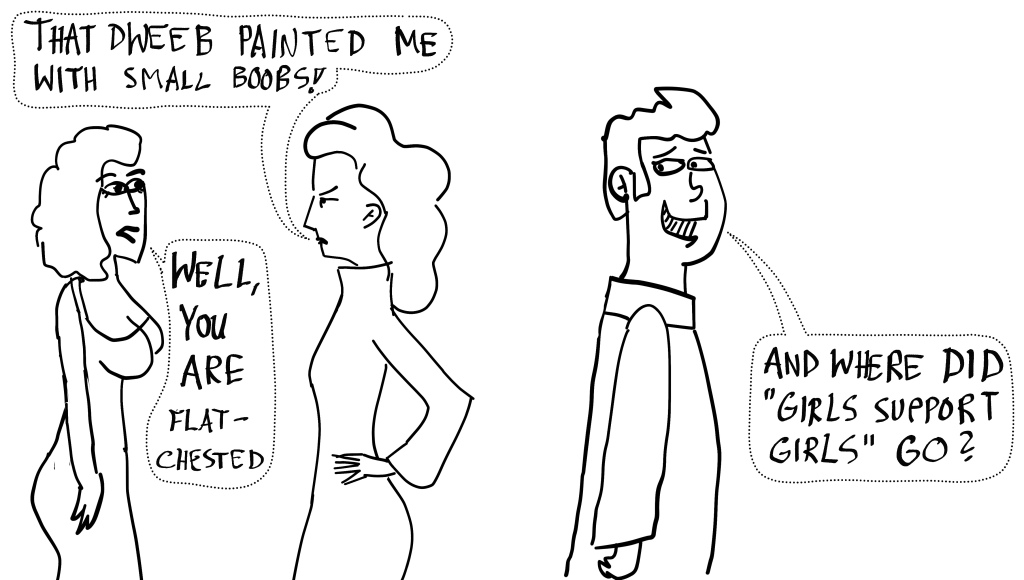 THAT DWEEB PAINTED ME
WITH SMALL BOOBS!
WELL,
YOU
ARE
FLAT-
CHESTED
AND WHERE DID
"GIRLS SUPPORT
GIRLS" GO?